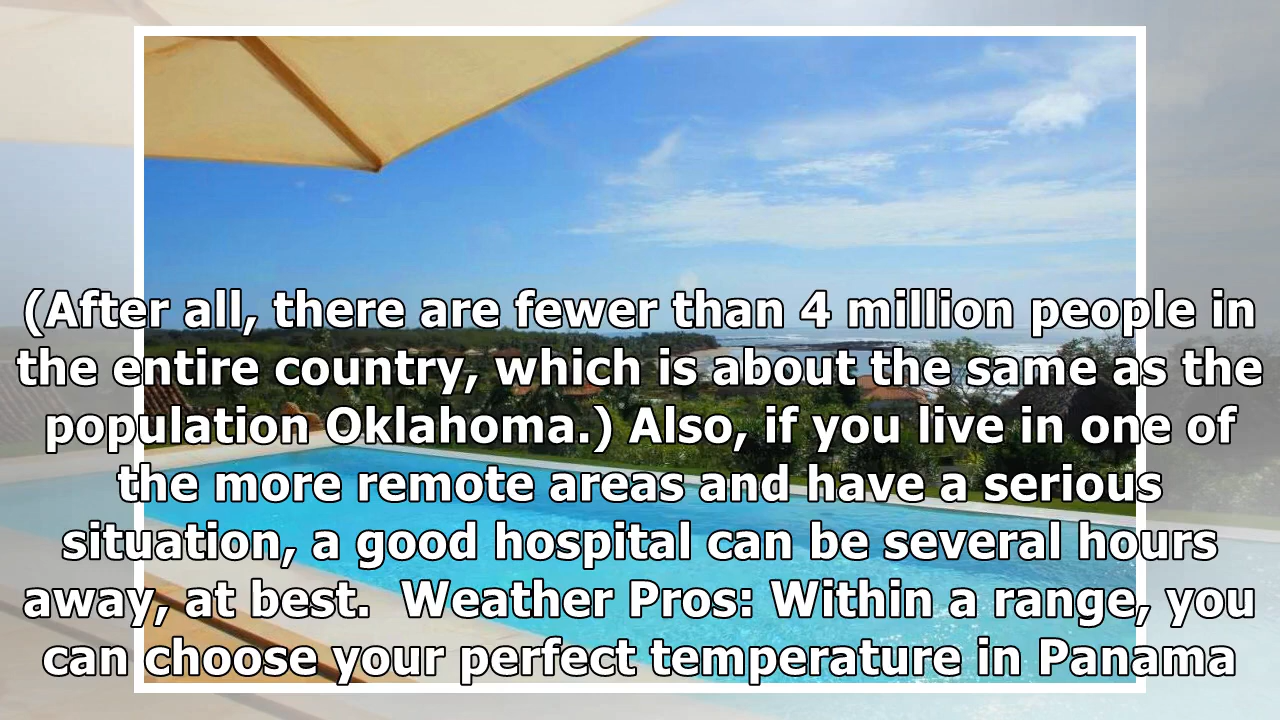 (After all, there are fewer than 4 million people in
the entire country, which is about the same as the
population Oklahoma.) Also, if you live in one of
the more remote areas and have a serious
situation, a good hospital can be several hours
away, at best.  Weather Pros: Within a range, you
can choose your perfect temperature in Panama